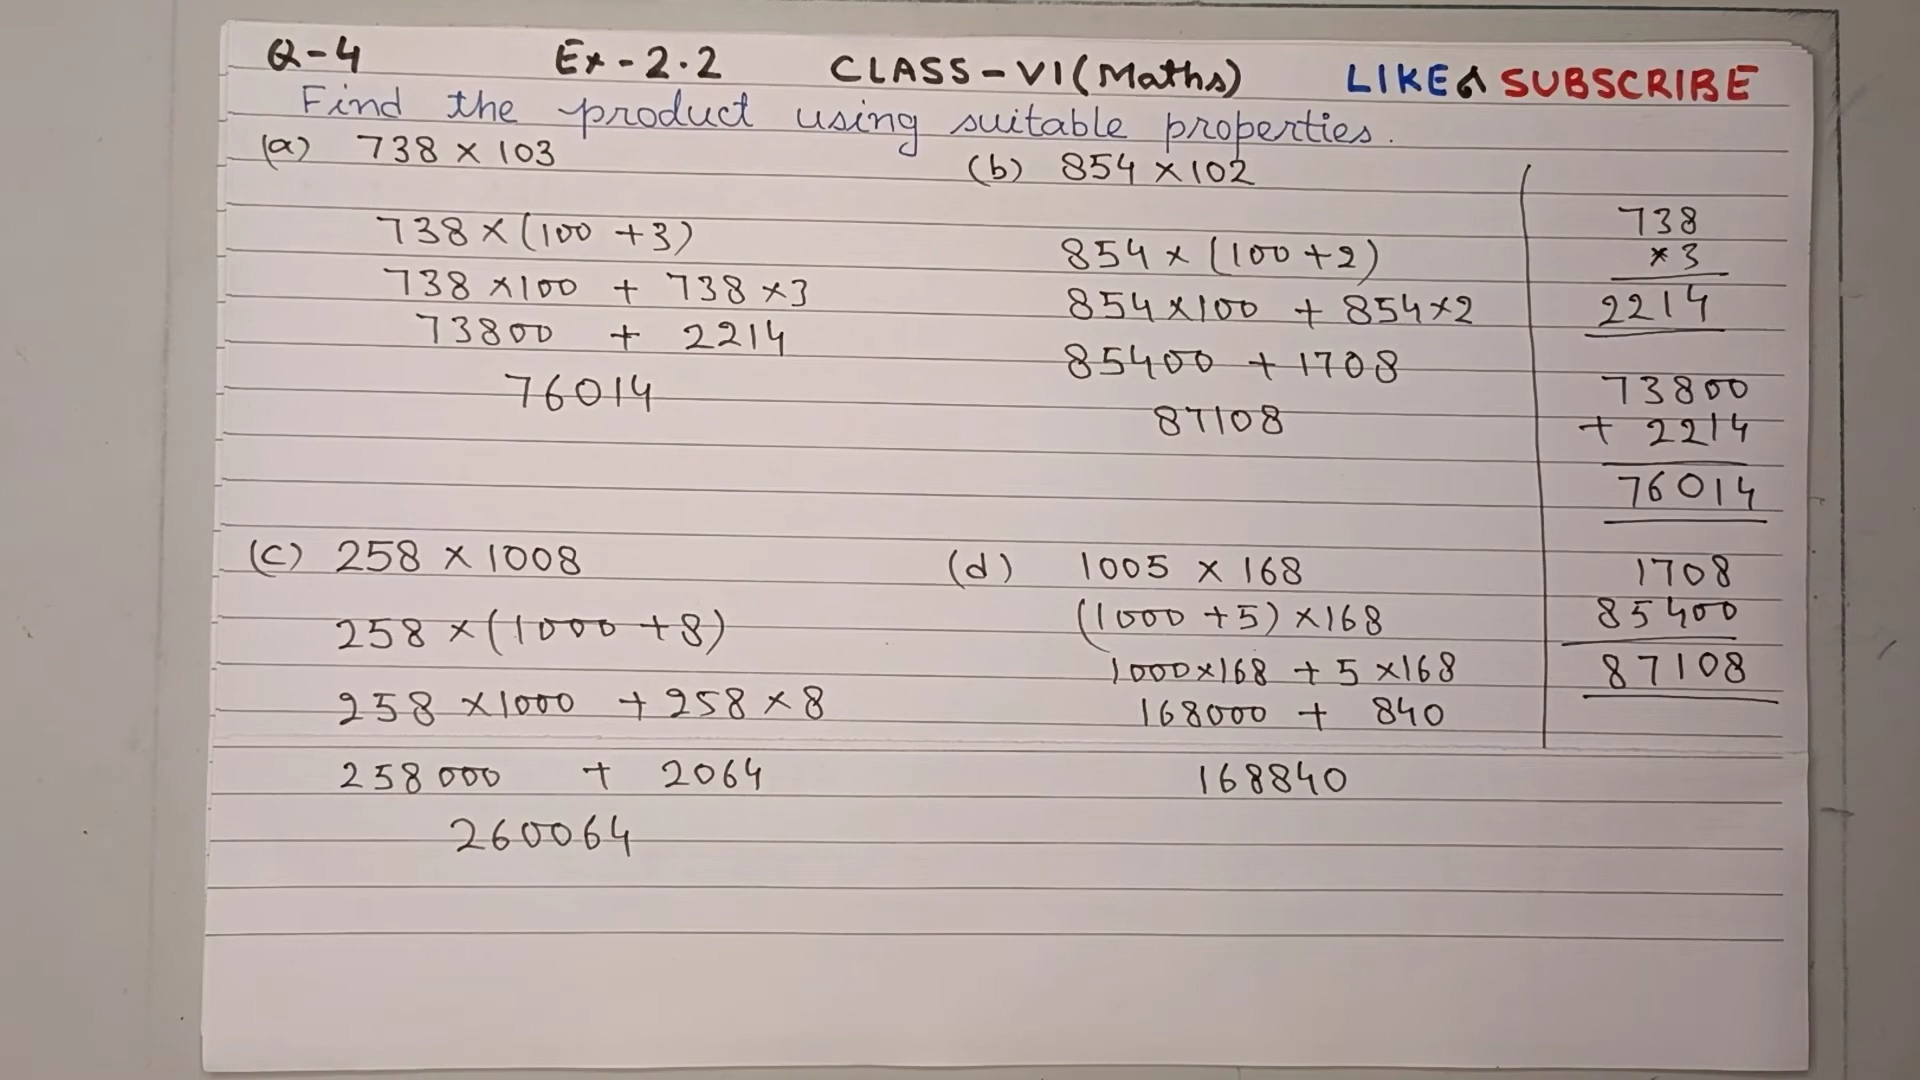 Q-4 Ex-2.2 CLASS-VI (Maths) LIKE & SUBSCRIBE
Find the product using suitable properties.
(a) 738 × 103
738 × (100 + 3)
738 × 100 + 738 × 3
73800 + 2214
76014
(b) 854 × 102
854 × (100 + 2)
854 × 100 + 854 × 2
85400 + 1708
87108
738
× 3
2214
73800
+ 2214
76014
(c) 258 × 1008
258 × (1000 + 8)
258 × 1000 + 258 × 8
258000 + 2064
260064
(d) 1005 × 168
(1000 + 5) × 168
1000 × 168 + 5 × 168
168000 + 840
168840
1708
85400
87108